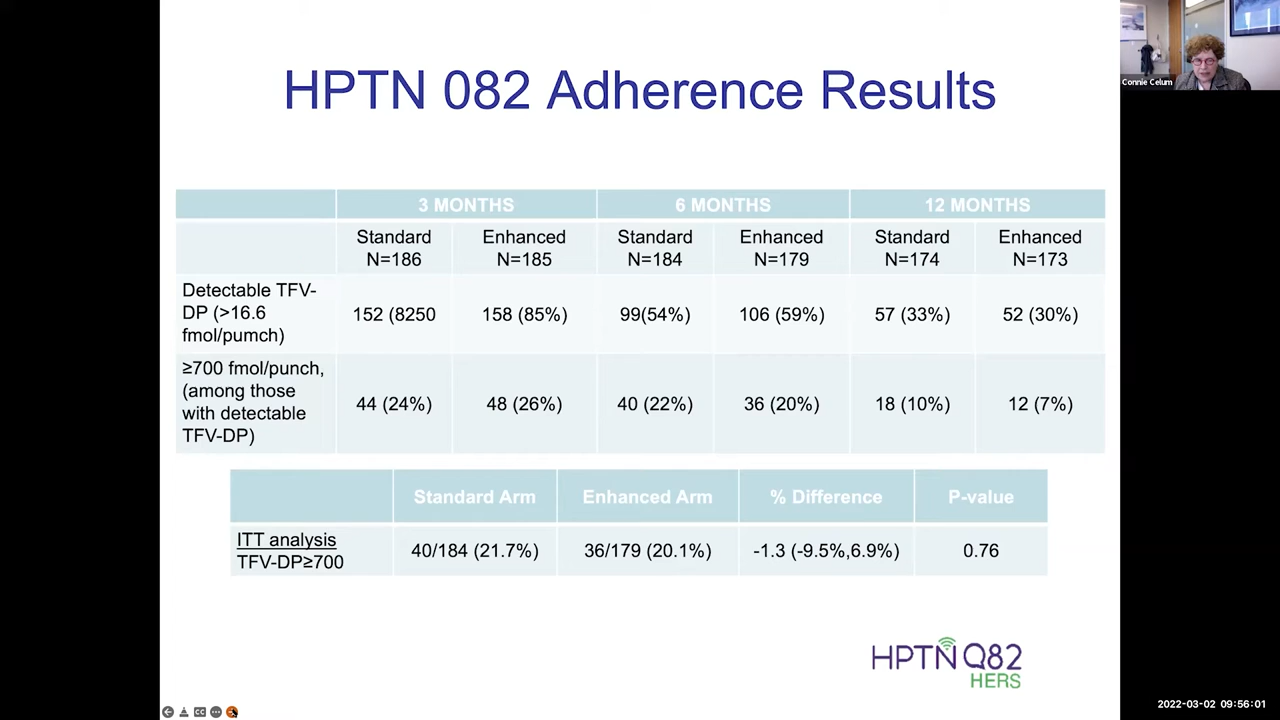 HPTN 082 Adherence Results
Connie Celum
3 MONTHS 6 MONTHS 12 MONTHS
Standard N=186
Enhanced N=185
Standard N=184
Enhanced N=179
Standard N=174
Enhanced N=173
Detectable TFV-
DP (>16.6
fmol/pumch)
152 (8250
158 (85%)
99(54%)
106 (59%)
57 (33%)
52 (30%)
≥700 fmol/punch,
(among those
with detectable
TFV-DP)
44 (24%)
48 (26%)
40 (22%)
36 (20%)
18 (10%)
12 (7%)
Standard Arm Enhanced Arm % Difference P-value
ITT analysis
TFV-DP≥700
40/184 (21.7%)
36/179 (20.1%)
-1.3 (-9.5%,6.9%)
0.76
HPTN 082
HERS
CC
2022-03-02 09:56:01